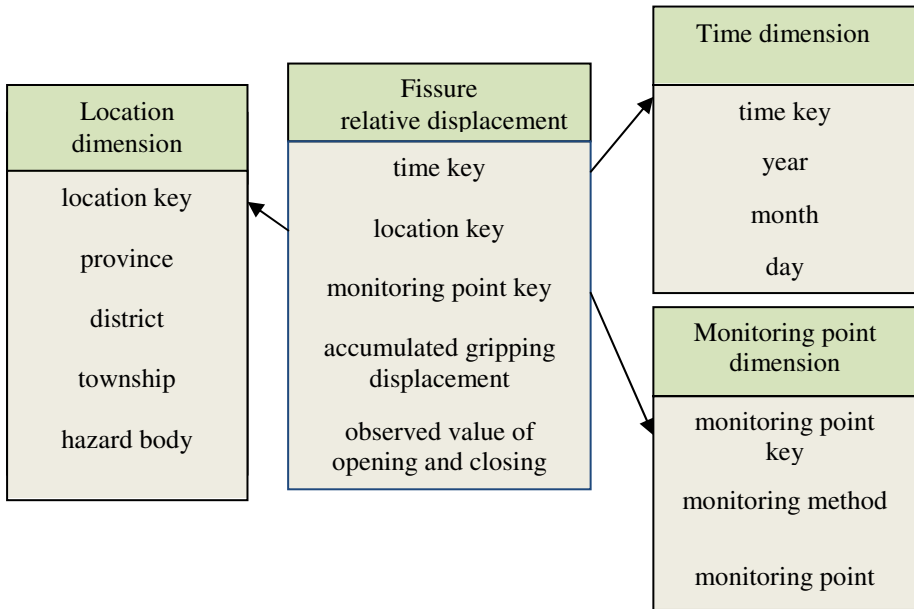 Location
dimension
location key
province
district
township
hazard body
Fissure
relative displacement
time key
location key
monitoring point key
accumulated gripping
displacement
observed value of
opening and closing
Time dimension
time key
year
month
day
Monitoring point
dimension
monitoring point
key
monitoring method
monitoring point